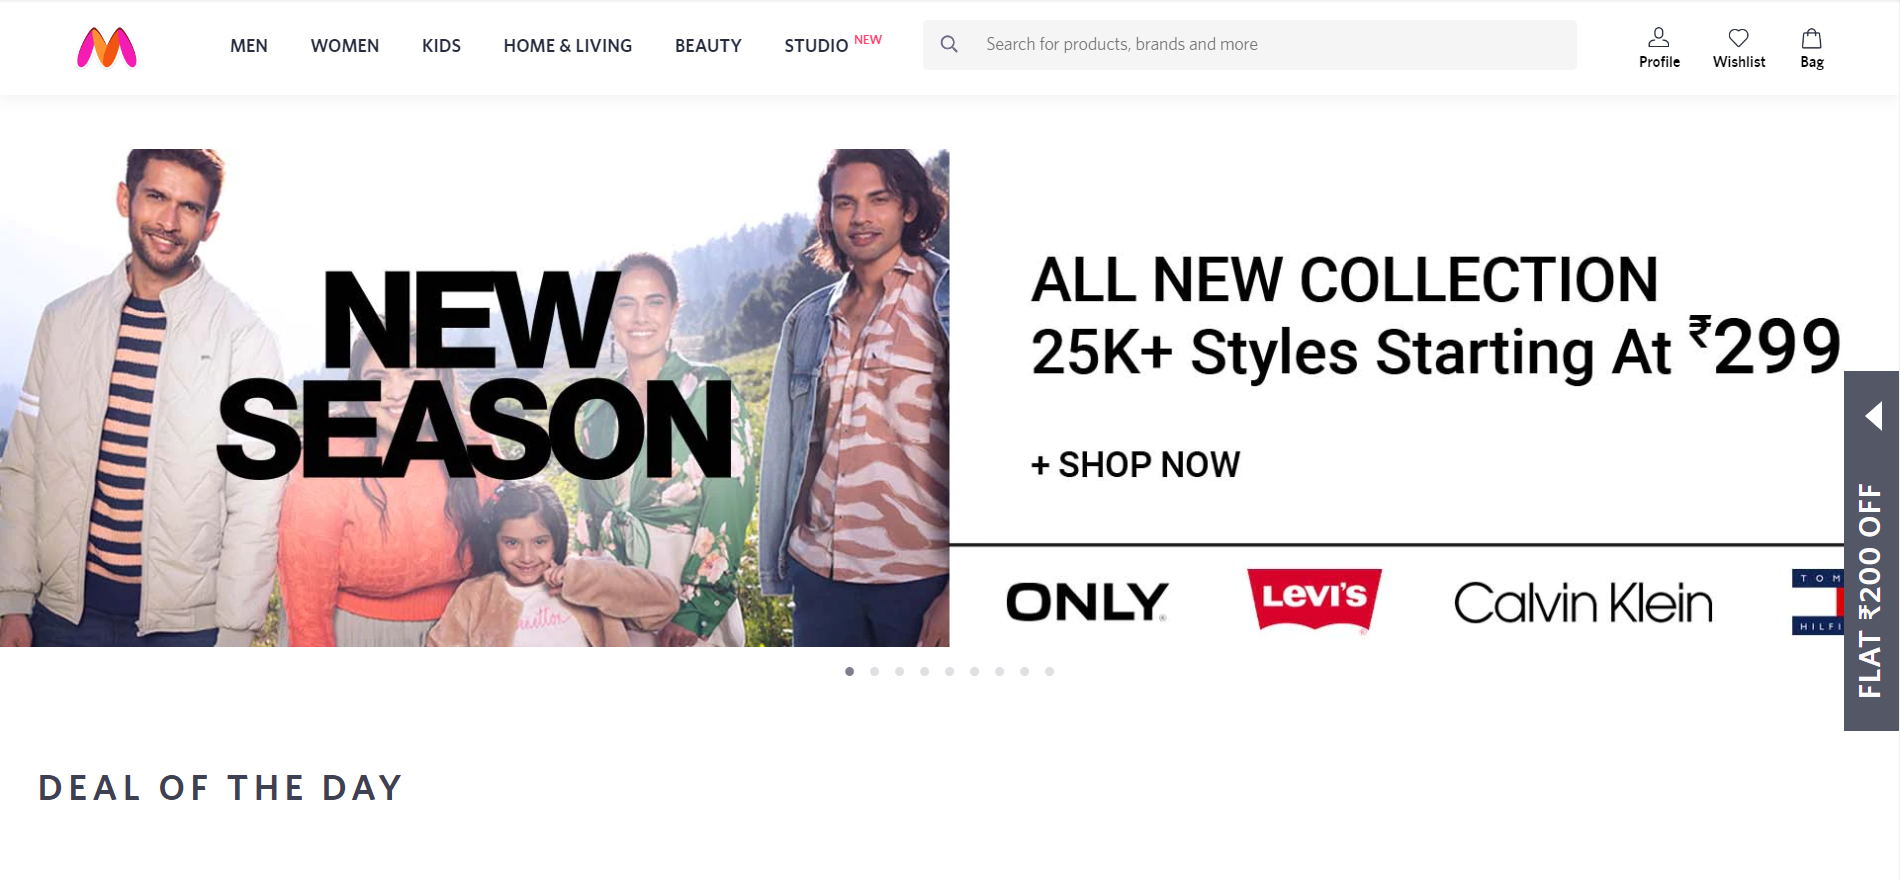 MEN WOMEN KIDS HOME & LIVING BEAUTY STUDIO NEW
Search for products, brands and more
Profile Wishlist Bag
NEW
SEASON
ALL NEW COLLECTION
25K+ Styles Starting At ₹299
+ SHOP NOW
ONLY
Levi's
Calvin Klein
TOM
HILFI
FLAT ₹200 OFF
DEAL OF THE DAY